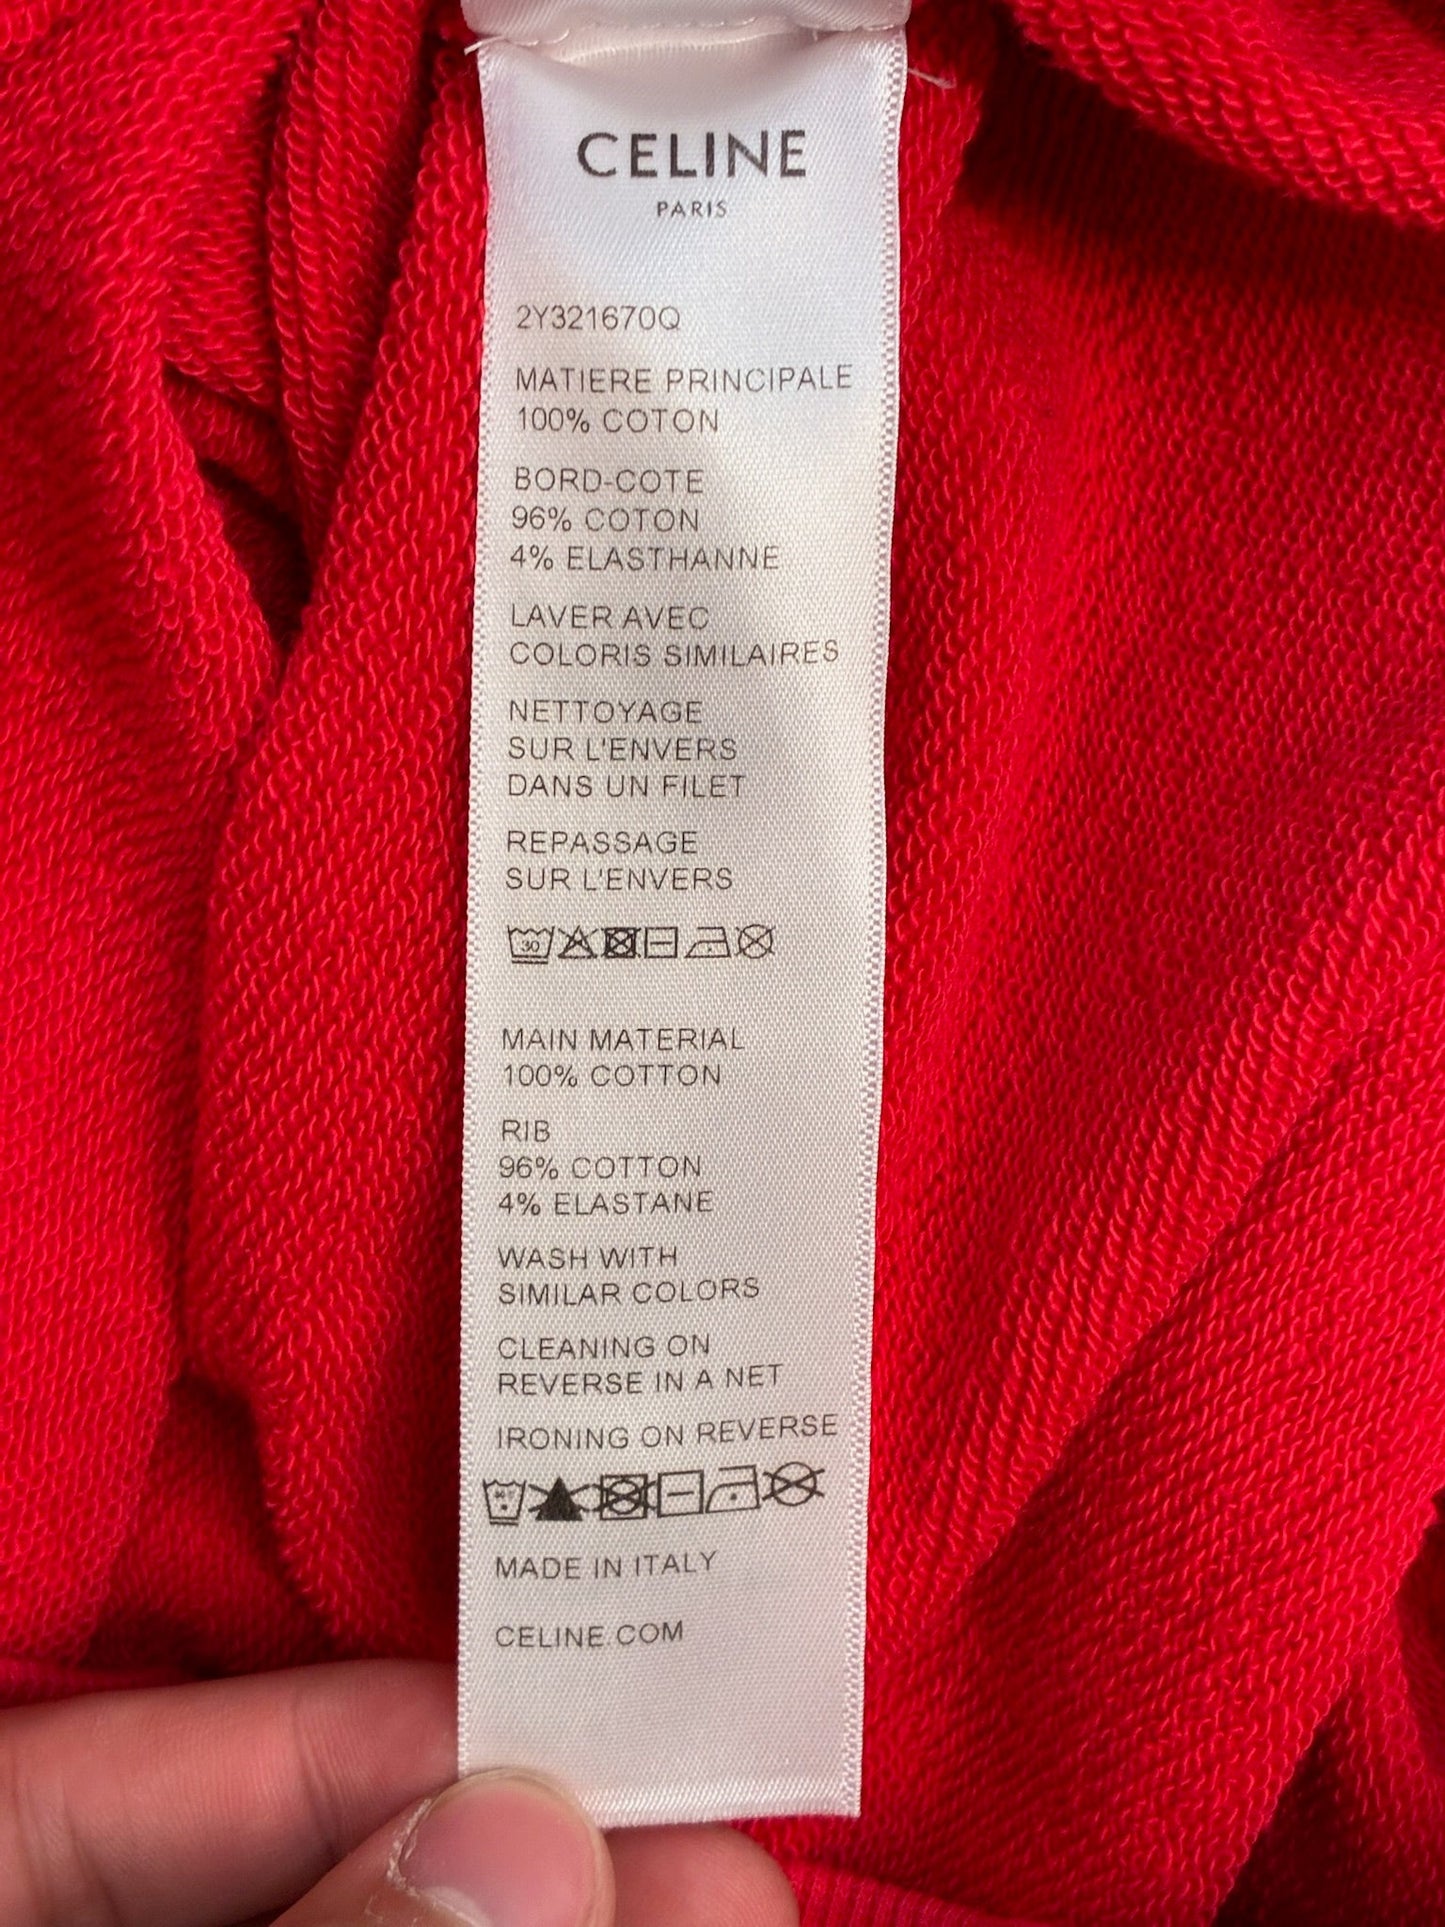 CELINE
PARIS
2Y321670Q
MATIERE PRINCIPALE
100% COTON
BORD-COTE
96% COTON
4% ELASTHANNE
LAVER AVEC
COLORIS SIMILAIRES
NETTOYAGE
SUR L'ENVERS
DANS UN FILET
REPASSAGE
SUR L'ENVERS
30
MAIN MATERIAL
100% COTTON
RIB
96% COTTON
4% ELASTANE
WASH WITH
SIMILAR COLORS
CLEANING ON
REVERSE IN A NET
IRONING ON REVERSE
MADE IN ITALY
CELINE.COM